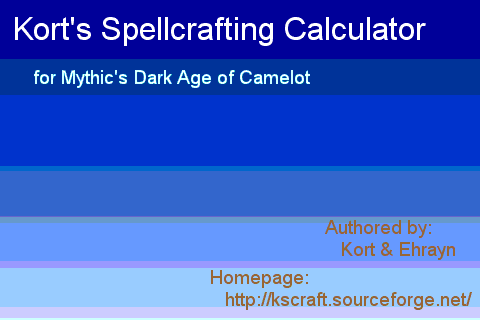 Kort's Spellcrafting Calculator
for Mythic's Dark Age of Camelot
Authored by:
Kort & Ehrayn
Homepage:
http://kscraft.sourceforge.net/